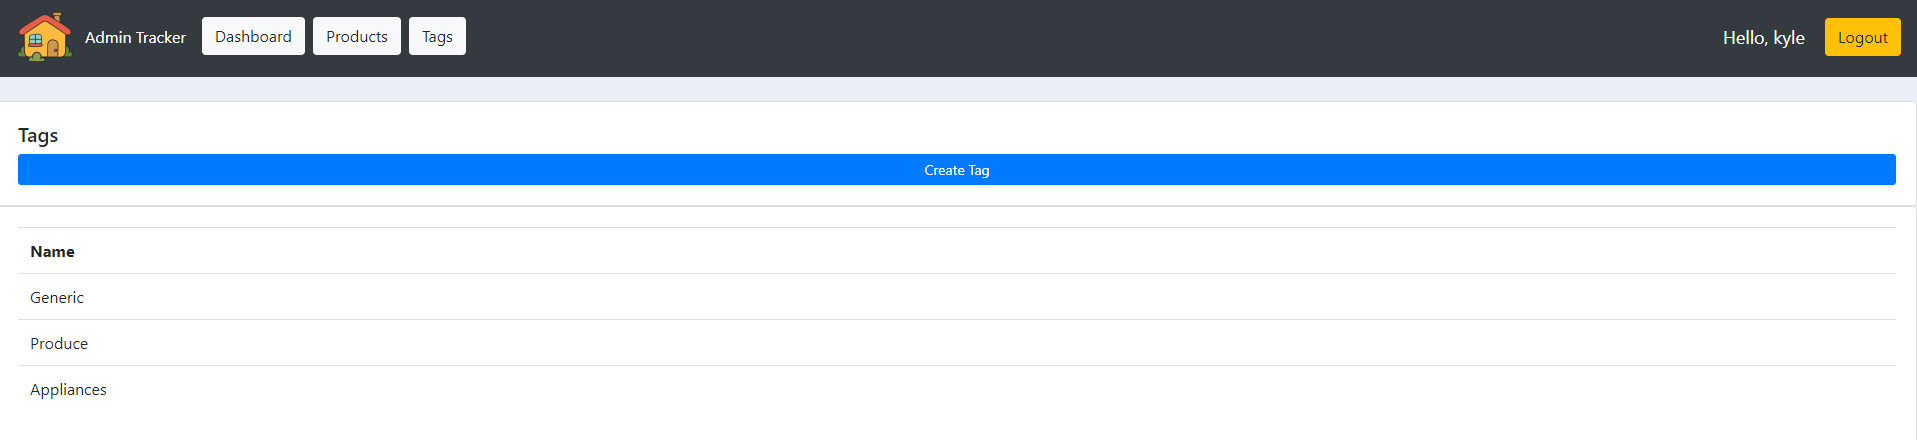 Admin Tracker Dashboard Products Tags Hello, kyle Logout
Tags
Create Tag
Name
Generic
Produce
Appliances